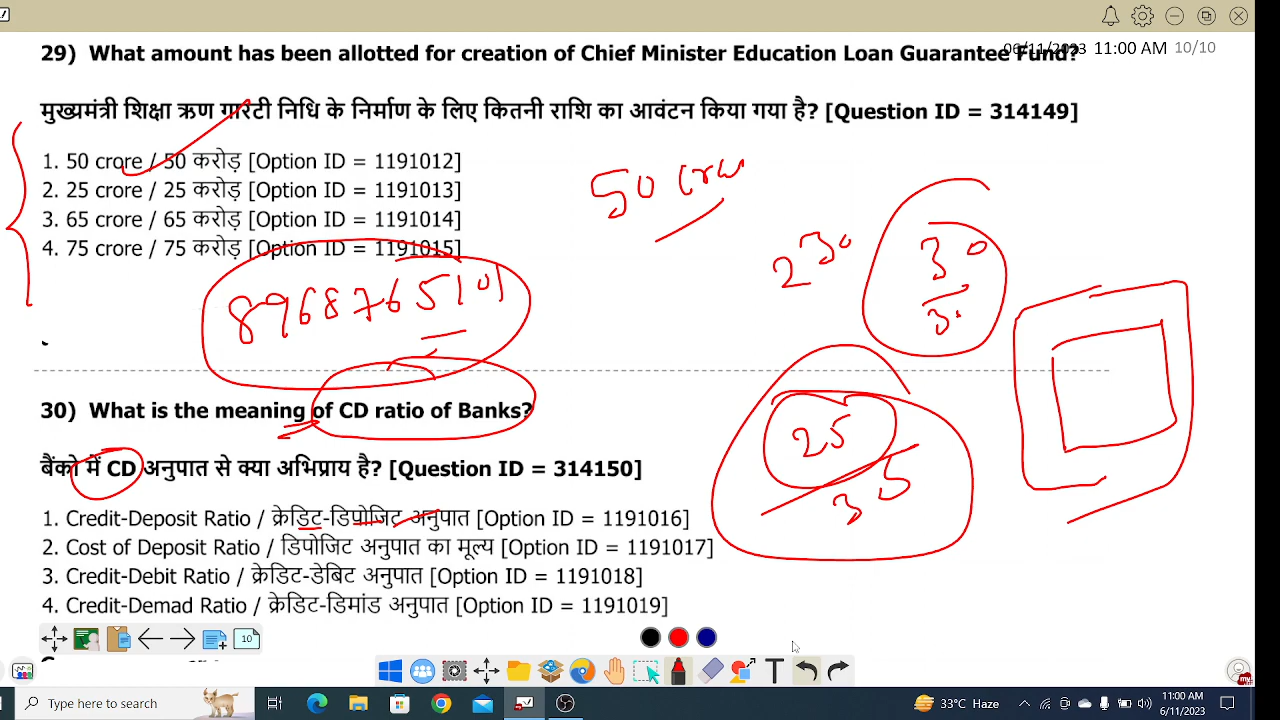 06/11/2023 11:00 AM 10/10
29) What amount has been allotted for creation of Chief Minister Education Loan Guarantee Fund?
मुख्यमंत्री शिक्षा ऋण गारंटी निधि के निर्माण के लिए कितनी राशि का आवंटन किया गया है? [Question ID = 314149]
1. 50 crore / 50 करोड़ [Option ID = 1191012]
2. 25 crore / 25 करोड़ [Option ID = 1191013]
3. 65 crore / 65 करोड़ [Option ID = 1191014]
4. 75 crore / 75 करोड़ [Option ID = 1191015]
50
2 30
30
8968765101
25
35
30) What is the meaning of CD ratio of Banks?
बैंको में CD अनुपात से क्या अभिप्राय है? [Question ID = 314150]
1. Credit-Deposit Ratio / क्रेडिट-डिपोजिट अनुपात [Option ID = 1191016]
2. Cost of Deposit Ratio / डिपोजिट अनुपात का मूल्य [Option ID = 1191017]
3. Credit-Debit Ratio / क्रेडिट-डेबिट अनुपात [Option ID = 1191018]
4. Credit-Demad Ratio / क्रेडिट-डिमांड अनुपात [Option ID = 1191019]
10
Type here to search
33°C Haze
11:00 AM
6/11/2023